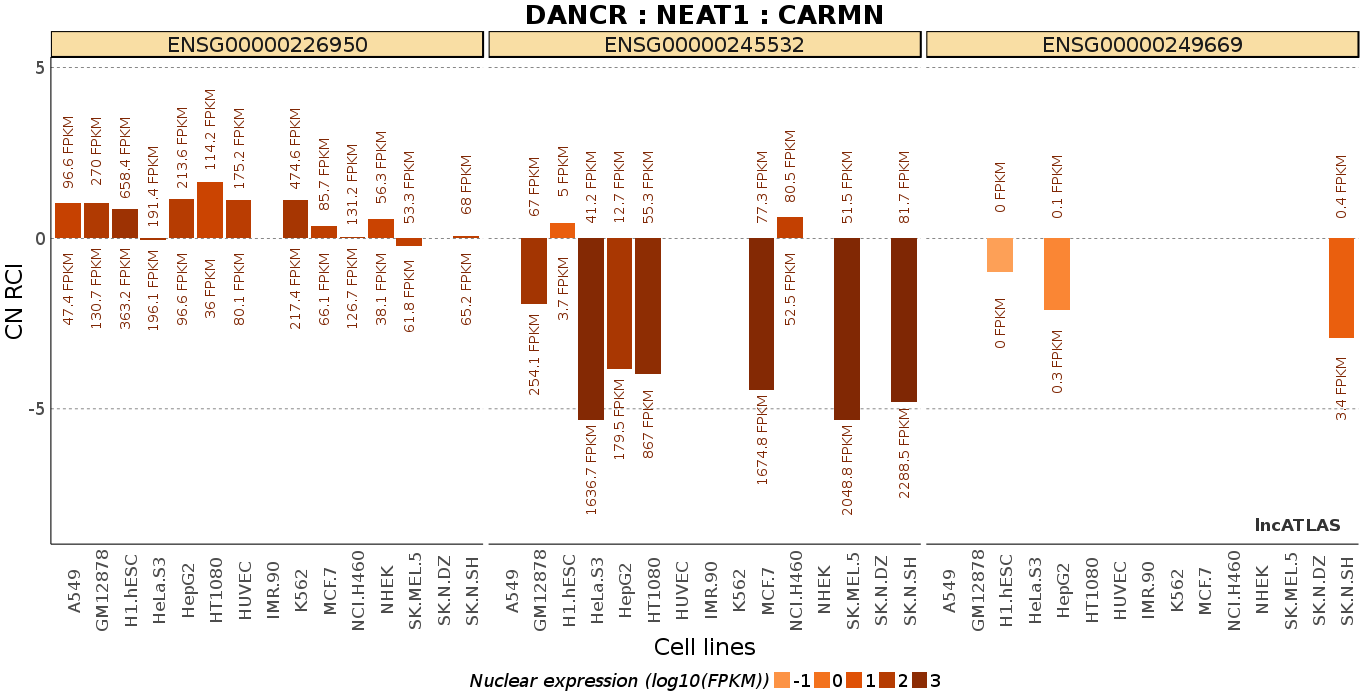 DANCR : NEAT1 : CARMN
ENSG00000226950 ENSG00000245532 ENSG00000249669
5
0
-5
CN RCI
96.6 FPKM
270 FPKM
658.4 FPKM
191.4 FPKM
213.6 FPKM
114.2 FPKM
175.2 FPKM
474.6 FPKM
85.7 FPKM
131.2 FPKM
56.3 FPKM
53.3 FPKM
68 FPKM
47.4 FPKM
130.7 FPKM
363.2 FPKM
196.1 FPKM
96.6 FPKM
36 FPKM
80.1 FPKM
217.4 FPKM
66.1 FPKM
126.7 FPKM
38.1 FPKM
61.8 FPKM
65.2 FPKM
67 FPKM
5 FPKM
41.2 FPKM
12.7 FPKM
55.3 FPKM
77.3 FPKM
80.5 FPKM
51.5 FPKM
81.7 FPKM
254.1 FPKM
3.7 FPKM
1636.7 FPKM
179.5 FPKM
867 FPKM
1674.8 FPKM
52.5 FPKM
2048.8 FPKM
2288.5 FPKM
0 FPKM
0.1 FPKM
0.4 FPKM
0 FPKM
0.3 FPKM
3.4 FPKM
lncATLAS
A549
GM12878
H1.hESC
HeLa.S3
HepG2
HT1080
HUVEC
IMR.90
K562
MCF.7
NCI.H460
NHEK
SK.MEL.5
SK.N.DZ
SK.N.SH
A549
GM12878
H1.hESC
HeLa.S3
HepG2
HT1080
HUVEC
IMR.90
K562
MCF.7
NCI.H460
NHEK
SK.MEL.5
SK.N.DZ
SK.N.SH
A549
GM12878
H1.hESC
HeLa.S3
HepG2
HT1080
HUVEC
IMR.90
K562
MCF.7
NCI.H460
NHEK
SK.MEL.5
SK.N.DZ
SK.N.SH
Cell lines
Nuclear expression (log10(FPKM)) -1 0 1 2 3